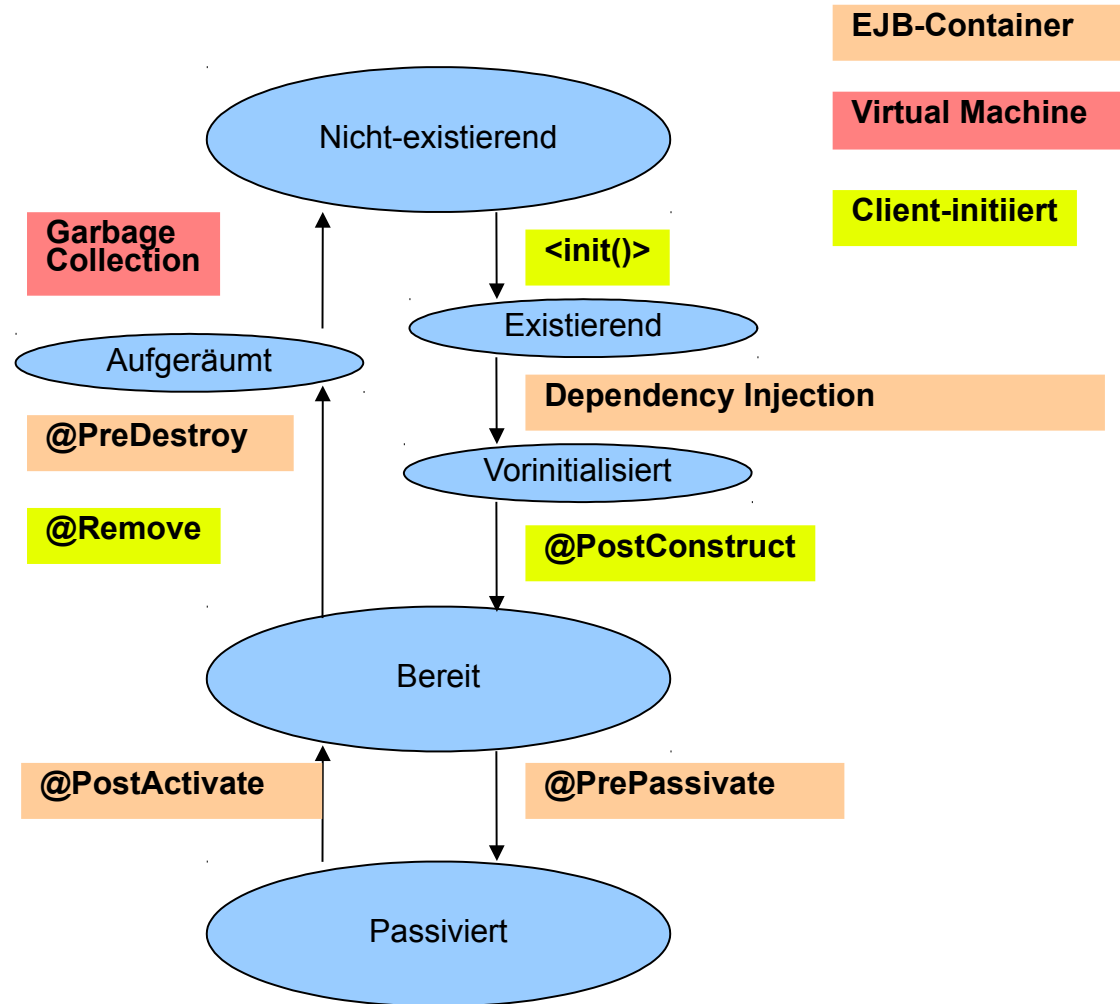 EJB-Container
Virtual Machine
Client-initiiert
Nicht-existierend
Garbage
Collection
<init()>
Existierend
Aufgeräumt
Dependency Injection
@PreDestroy
Vorinitialisiert
@Remove
@PostConstruct
Bereit
@PostActivate
@PrePassivate
Passiviert